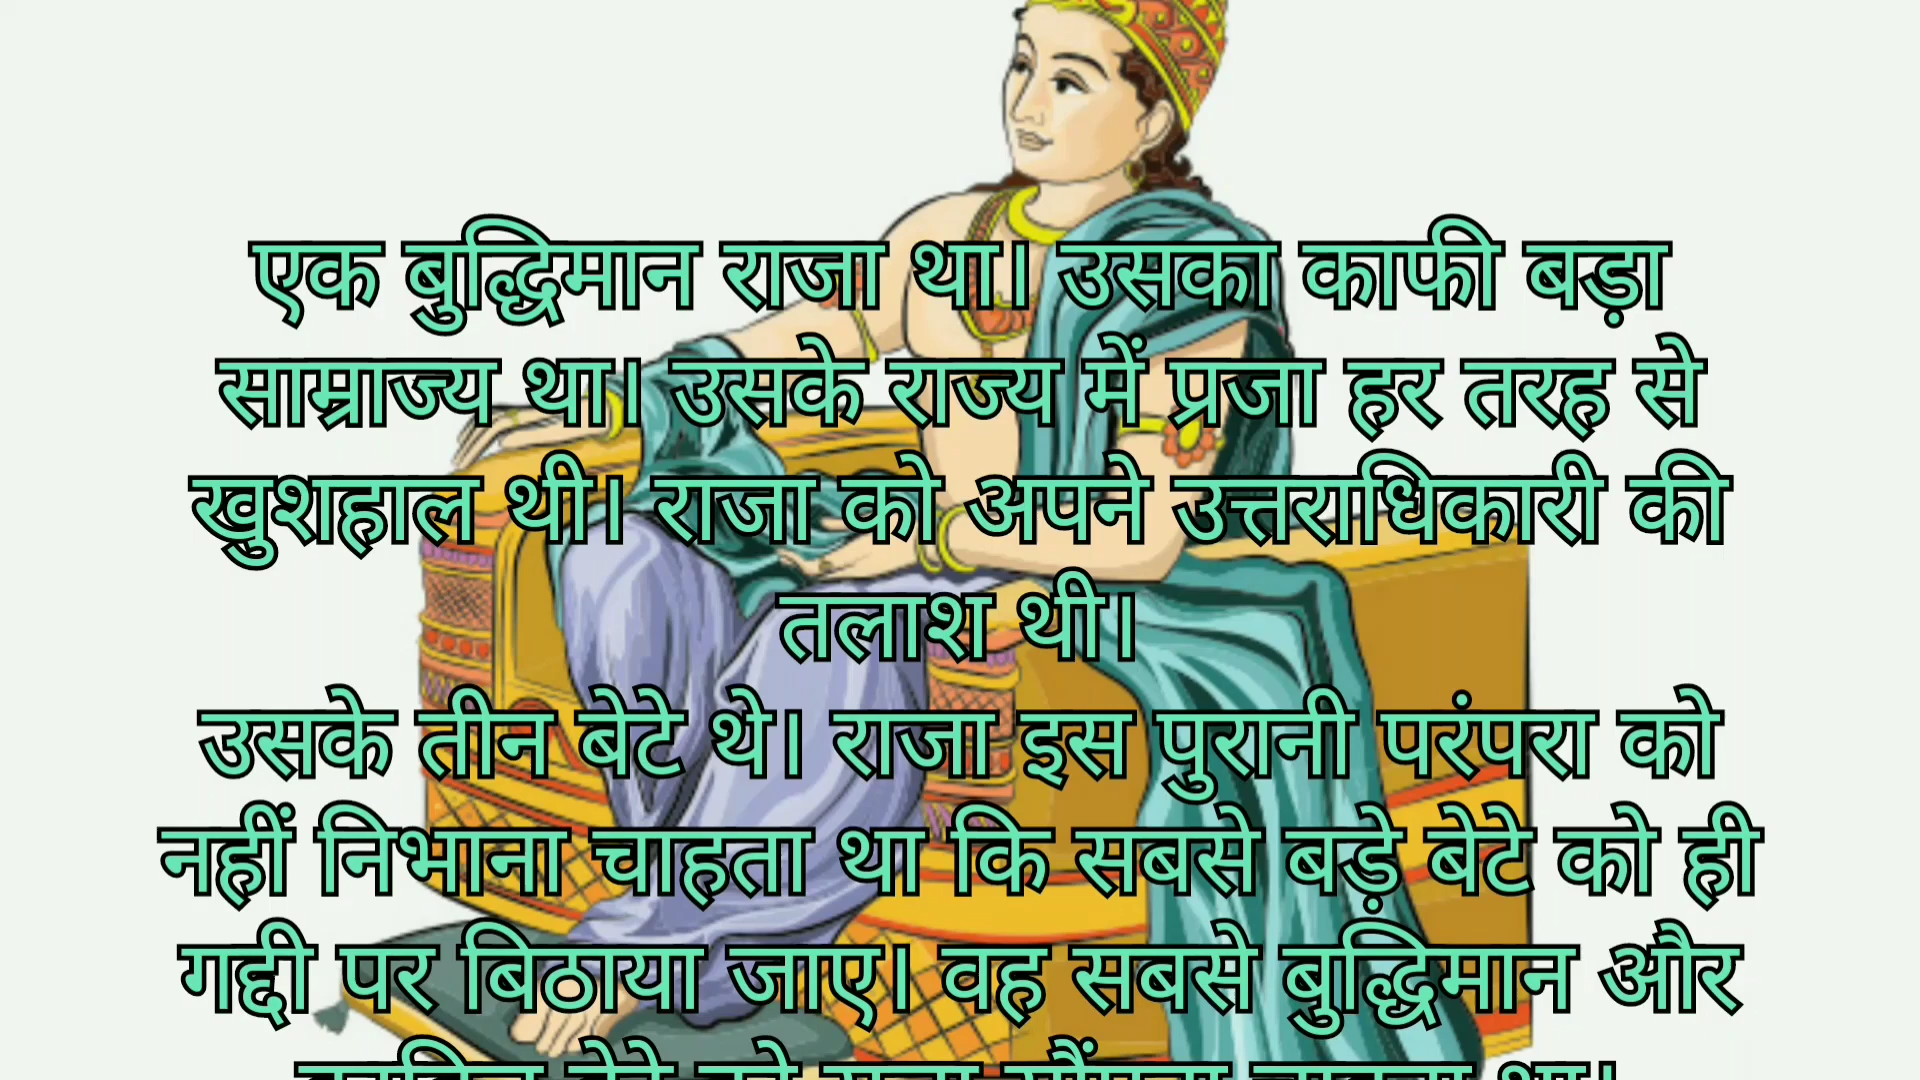 एक बुद्धिमान राजा था। उसका काफी बड़ा
साम्राज्य था। उसके राज्य में प्रजा हर तरह से
खुशहाल थी। राजा को अपने उत्तराधिकारी की
तलाश थी।
उसके तीन बेटे थे। राजा इस पुरानी परंपरा को
नहीं निभाना चाहता था कि सबसे बड़े बेटे को ही
गद्दी पर बिठाया जाए। वह सबसे बुद्धिमान और